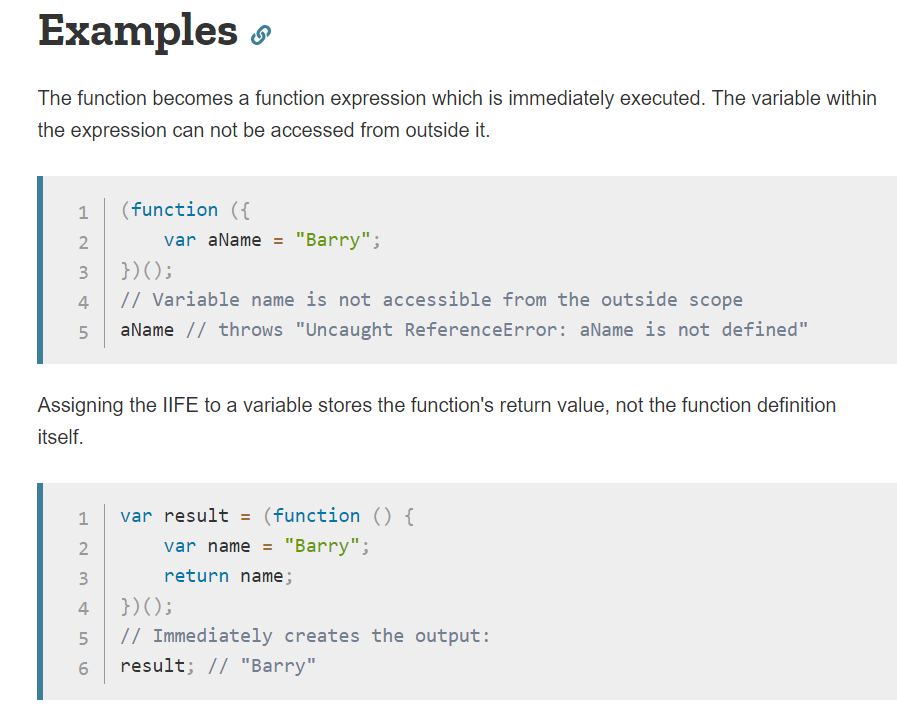 Examples
The function becomes a function expression which is immediately executed. The variable within
the expression can not be accessed from outside it.
1 (function ({
2     var aName = "Barry";
3 })();
4 // Variable name is not accessible from the outside scope
5 aName // throws "Uncaught ReferenceError: aName is not defined"
Assigning the IIFE to a variable stores the function's return value, not the function definition
itself.
1 var result = (function () {
2     var name = "Barry";
3     return name;
4 })();
5 // Immediately creates the output:
6 result; // "Barry"